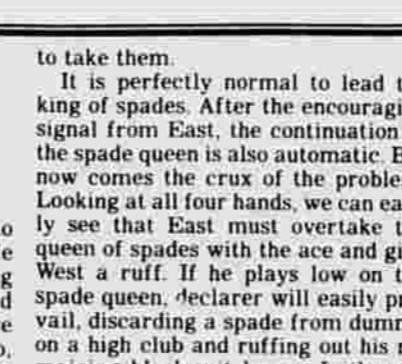 to take them.
It is perfectly normal to lead t
king of spades. After the encouragi
signal from East, the continuation
the spade queen is also automatic. B
now comes the crux of the proble
Looking at all four hands, we can ea
ly see that East must overtake t
queen of spades with the ace and gi
West a ruff. If he plays low on t
spade queen, declarer will easily pr
vail, discarding a spade from dumm
on a high club and ruffing out his r
o
e
g
d
e
o,